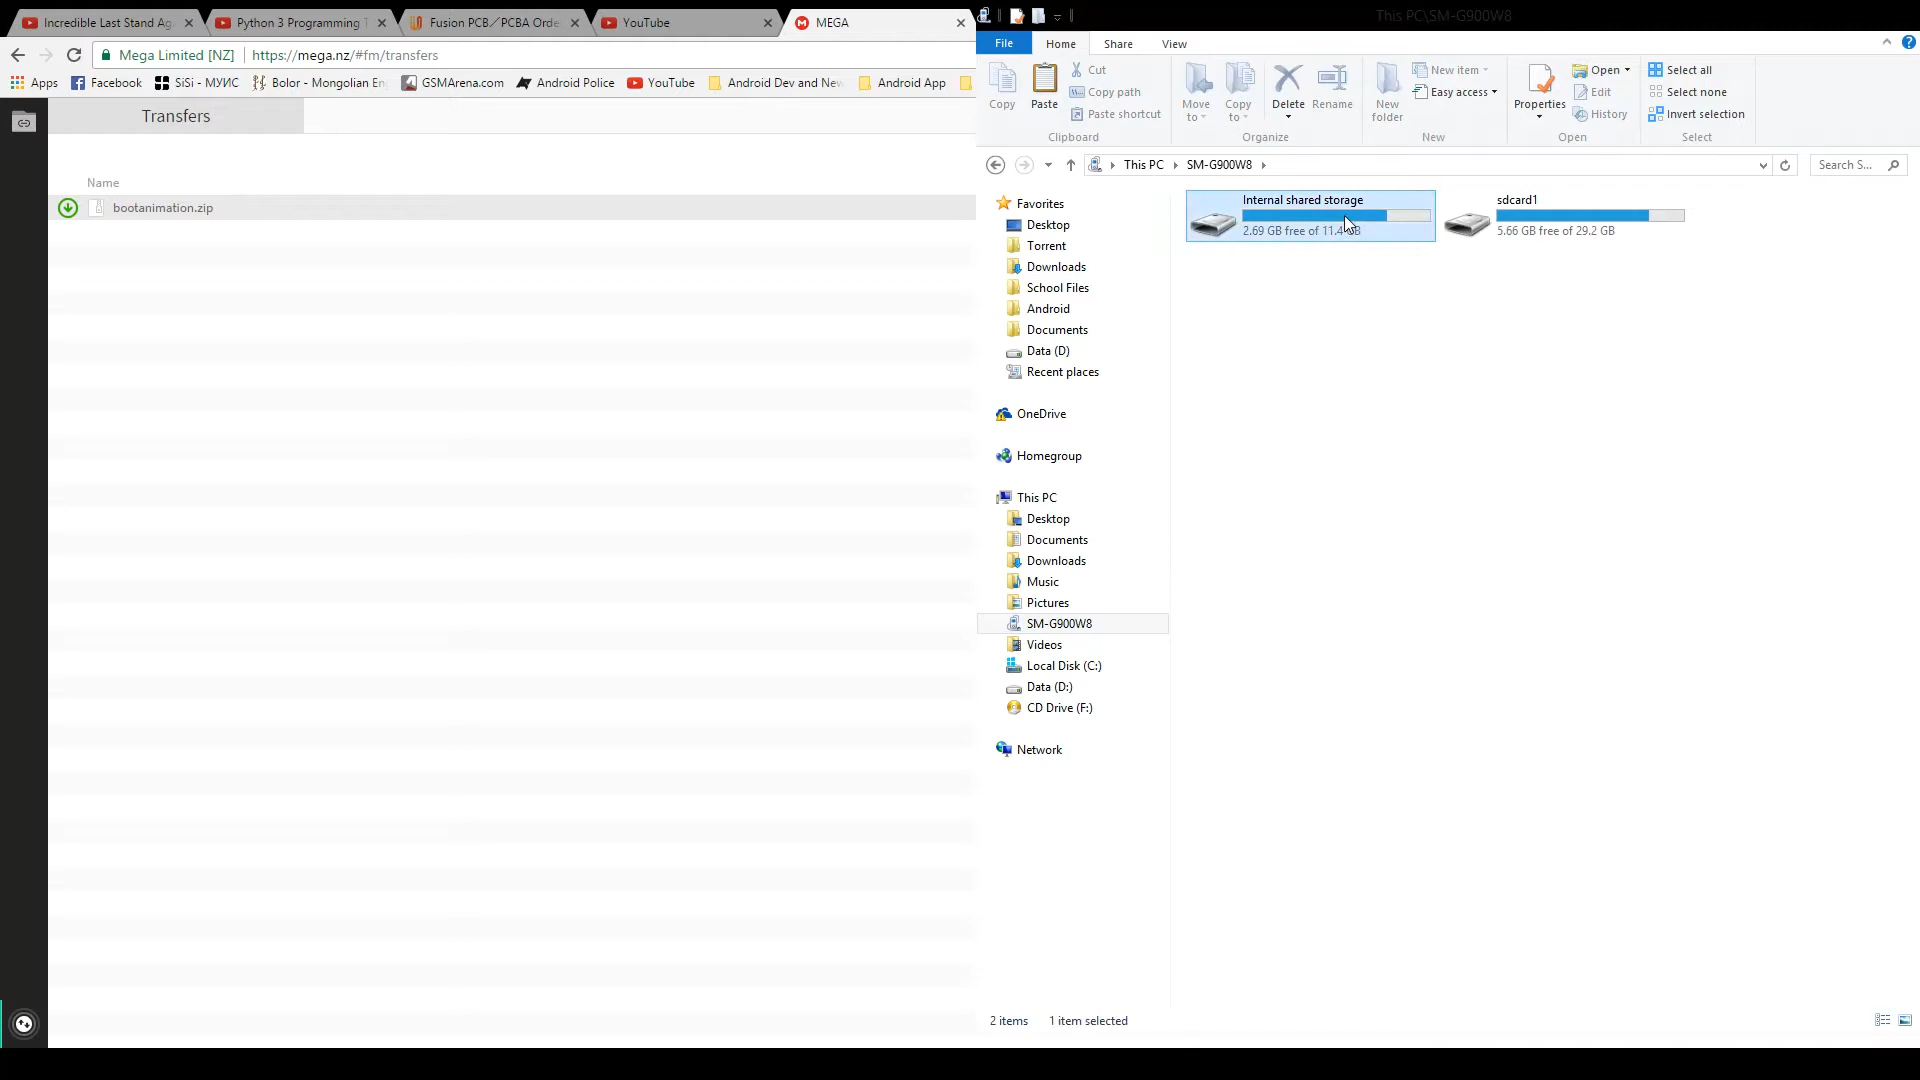 Incredible Last Stand Ag
Python 3 Programming T
Fusion PCB／PCBA Orde
YouTube
MEGA
Mega Limited [NZ]
https://mega.nz/#fm/transfers
Apps
Facebook
SiSi - МУИС
Bolor - Mongolian En
GSMArena.com
Android Police
YouTube
Android Dev and New
Android App
Transfers
Name
bootanimation.zip
This PC\SM-G900W8
File
Home
Share
View
Copy
Paste
Cut
Copy path
Paste shortcut
Clipboard
Move to
Copy to
Delete
Rename
Organize
New folder
New item
Easy access
New
Properties
Open
Edit
History
Open
Select all
Select none
Invert selection
Select
This PC
SM-G900W8
Search S...
Favorites
Desktop
Torrent
Downloads
School Files
Android
Documents
Data (D)
Recent places
OneDrive
Homegroup
This PC
Desktop
Documents
Downloads
Music
Pictures
SM-G900W8
Videos
Local Disk (C:)
Data (D:)
CD Drive (F:)
Network
Internal shared storage
2.69 GB free of 11.4 GB
sdcard1
5.66 GB free of 29.2 GB
2 items
1 item selected